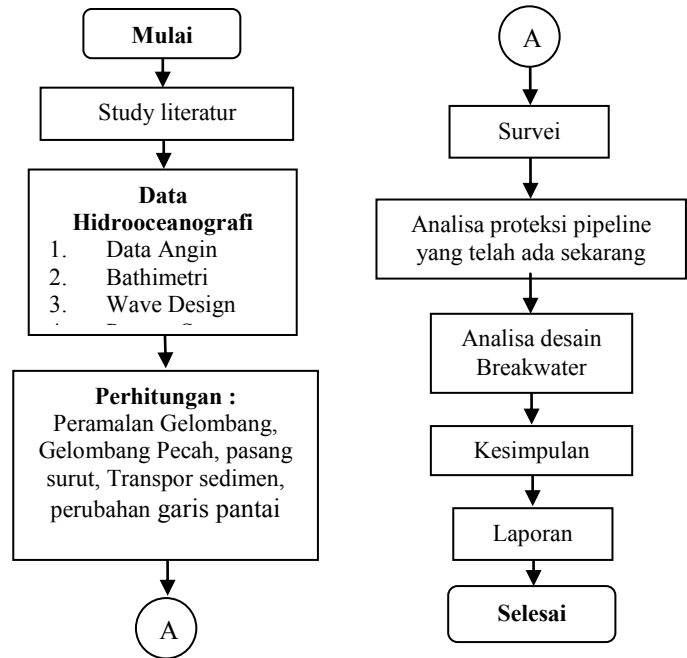 Mulai
Study literatur
Data
Hidrooceanografi
1. Data Angin
2. Bathimetri
3. Wave Design
Perhitungan :
Peramalan Gelombang,
Gelombang Pecah, pasang
surut, Transpor sedimen,
perubahan garis pantai
A
A
Survei
Analisa proteksi pipeline
yang telah ada sekarang
Analisa desain
Breakwater
Kesimpulan
Laporan
Selesai